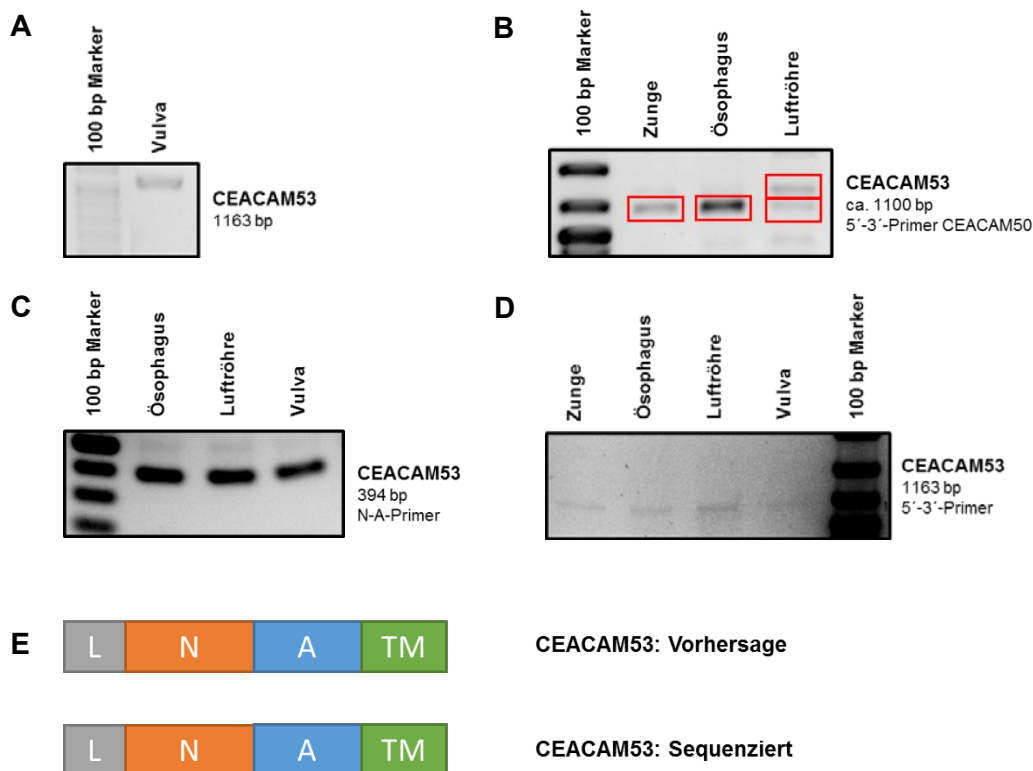 A
100 bp Marker
Vulva
CEACAM53
1163 bp
B
100 bp Marker
Zunge
Ösophagus
Luftröhre
CEACAM53
ca. 1100 bp
5´-3´-Primer CEACAM50
C
100 bp Marker
Ösophagus
Luftröhre
Vulva
CEACAM53
394 bp
N-A-Primer
D
Zunge
Ösophagus
Luftröhre
Vulva
100 bp Marker
CEACAM53
1163 bp
5´-3´-Primer
E
L N A TM
CEACAM53: Vorhersage
L N A TM
CEACAM53: Sequenziert